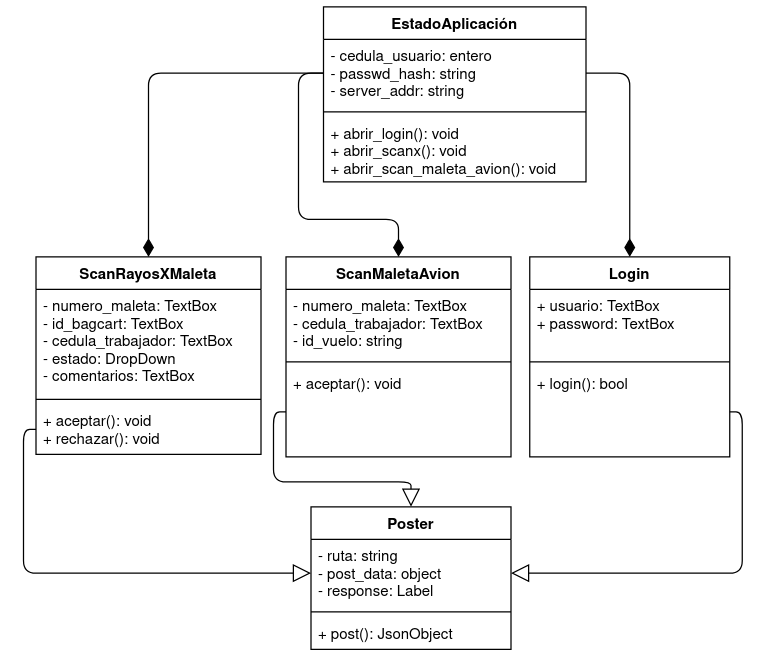 EstadoAplicación
- cedula_usuario: entero
- passwd_hash: string
- server_addr: string
+ abrir_login(): void
+ abrir_scanx(): void
+ abrir_scan_maleta_avion(): void
ScanRayosXMaleta
- numero_maleta: TextBox
- id_bagcart: TextBox
- cedula_trabajador: TextBox
- estado: DropDown
- comentarios: TextBox
+ aceptar(): void
+ rechazar(): void
ScanMaletaAvion
- numero_maleta: TextBox
- cedula_trabajador: TextBox
- id_vuelo: string
+ aceptar(): void
Login
+ usuario: TextBox
+ password: TextBox
+ login(): bool
Poster
- ruta: string
- post_data: object
- response: Label
+ post(): JsonObject